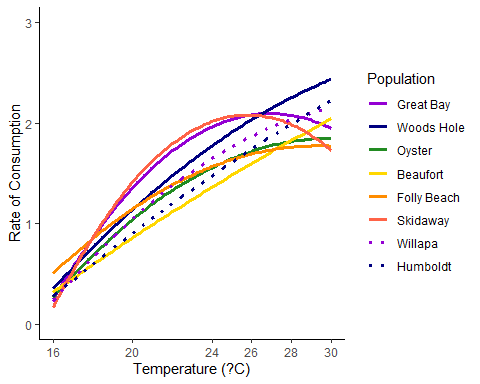 3
2
1
0
Rate of Consumption
16
20
24
26
28
30
Temperature (?C)
Population
Great Bay
Woods Hole
Oyster
Beaufort
Folly Beach
Skidaway
Willapa
Humboldt